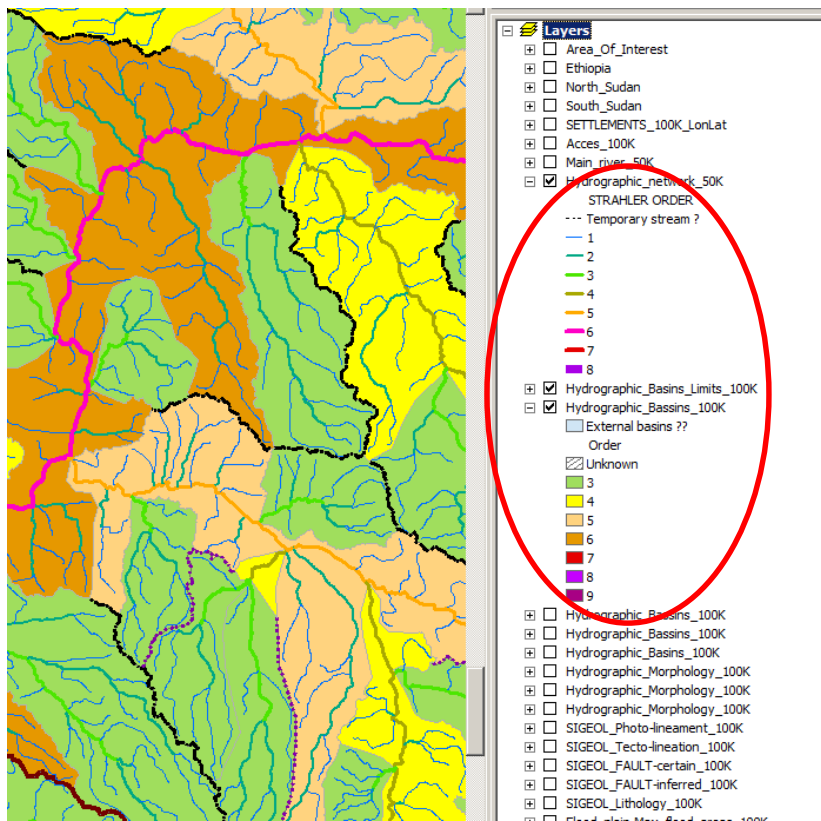 Layers
Area_Of_Interest
Ethiopia
North_Sudan
South_Sudan
SETTLEMENTS_100K_LonLat
Acces_100K
Main_river_50K
Hydrographic_network_50K
STRAHLER ORDER
Temporary stream ?
1
2
3
4
5
6
7
8
Hydrographic_Basins_Limits_100K
Hydrographic_Bassins_100K
External basins ??
Order
Unknown
3
4
5
6
7
8
9
Hydrographic_Bassins_100K
Hydrographic_Bassins_100K
Hydrographic_Basins_100K
Hydrographic_Morphology_100K
Hydrographic_Morphology_100K
Hydrographic_Morphology_100K
SIGEOL_Photo-lineament_100K
SIGEOL_Tecto-lineation_100K
SIGEOL_FAULT-certain_100K
SIGEOL_FAULT-inferred_100K
SIGEOL_Lithology_100K